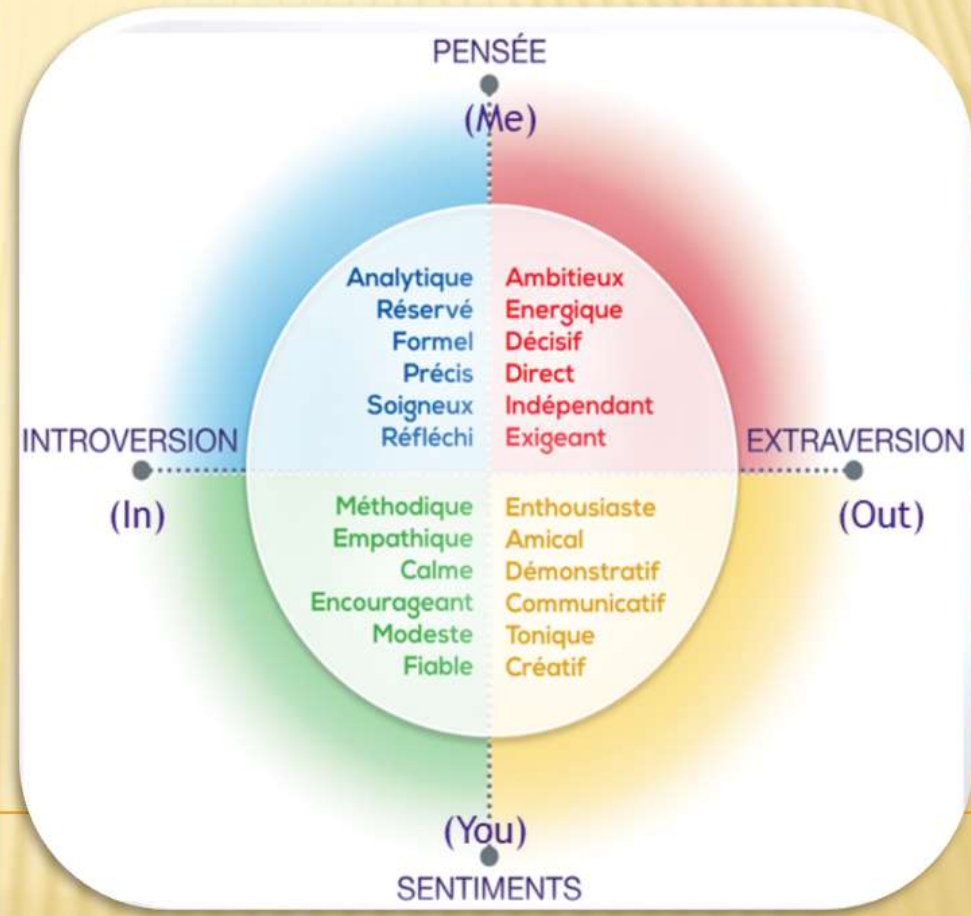 PENSÉE
(Me)
Analytique
Réservé
Formel
Précis
Soigneux
Réfléchi
Ambitieux
Energique
Décisif
Direct
Indépendant
Exigeant
INTROVERSION
(In)
EXTRAVERSION
(Out)
Méthodique
Empathique
Calme
Encourageant
Modeste
Fiable
Enthousiaste
Amical
Démonstratif
Communicatif
Tonique
Créatif
(You)
SENTIMENTS